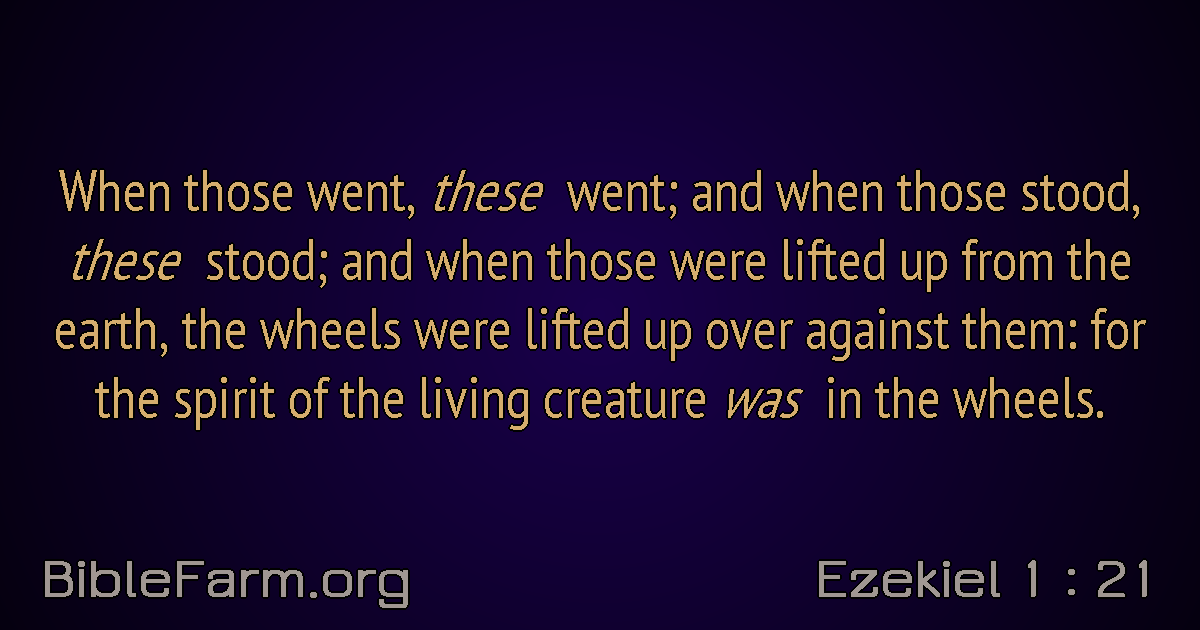 When those went, these went; and when those stood,
these stood; and when those were lifted up from the
earth, the wheels were lifted up over against them: for
the spirit of the living creature was in the wheels.
BibleFarm.org
Ezekiel 1 : 21